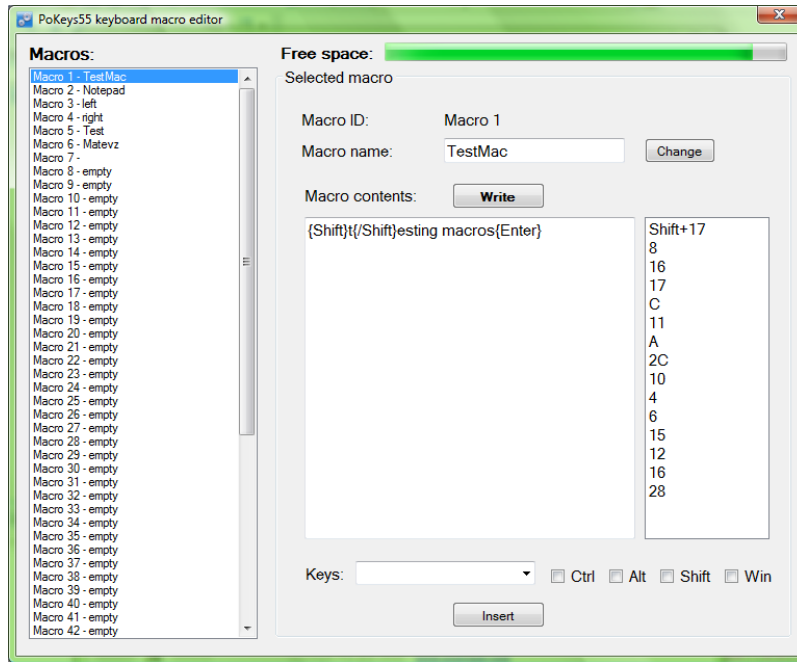 PoKeys55 keyboard macro editor
Macros:
Macro 1 - TestMac
Macro 2 - Notepad
Macro 3 - left
Macro 4 - right
Macro 5 - Test
Macro 6 - Matevz
Macro 7 -
Macro 8 - empty
Macro 9 - empty
Macro 10 - empty
Macro 11 - empty
Macro 12 - empty
Macro 13 - empty
Macro 14 - empty
Macro 15 - empty
Macro 16 - empty
Macro 17 - empty
Macro 18 - empty
Macro 19 - empty
Macro 20 - empty
Macro 21 - empty
Macro 22 - empty
Macro 23 - empty
Macro 24 - empty
Macro 25 - empty
Macro 26 - empty
Macro 27 - empty
Macro 28 - empty
Macro 29 - empty
Macro 30 - empty
Macro 31 - empty
Macro 32 - empty
Macro 33 - empty
Macro 34 - empty
Macro 35 - empty
Macro 36 - empty
Macro 37 - empty
Macro 38 - empty
Macro 39 - empty
Macro 40 - empty
Macro 41 - empty
Macro 42 - empty
Free space:
Selected macro
Macro ID: Macro 1
Macro name: TestMac Change
Macro contents: Write
{Shift}t{/Shift}esting macros{Enter}
Shift+17
8
16
17
C
11
A
2C
10
4
6
15
12
16
28
Keys: Ctrl Alt Shift Win
Insert